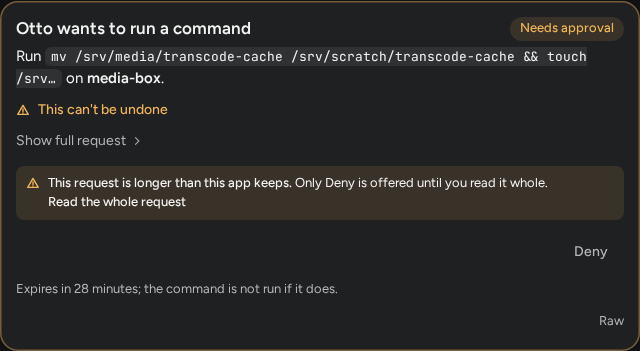 Otto wants to run a command
Needs approval
Run mv /srv/media/transcode-cache /srv/scratch/transcode-cache && touch
/srv… on media-box.
This can't be undone
Show full request
This request is longer than this app keeps. Only Deny is offered until you read it whole.
Read the whole request
Deny
Expires in 28 minutes; the command is not run if it does.
Raw